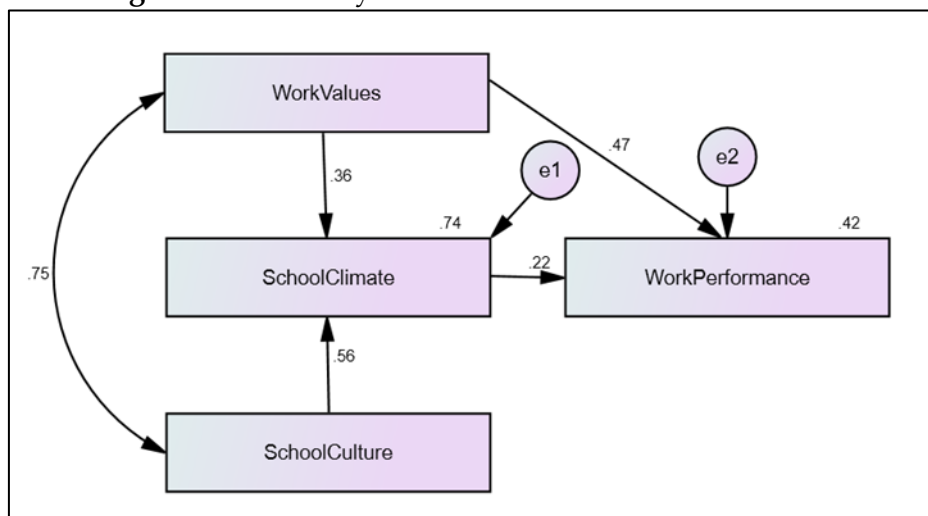 WorkValues
.47
e2
e1
.36
.74
.42
SchoolClimate
.22
WorkPerformance
.75
.56
SchoolCulture